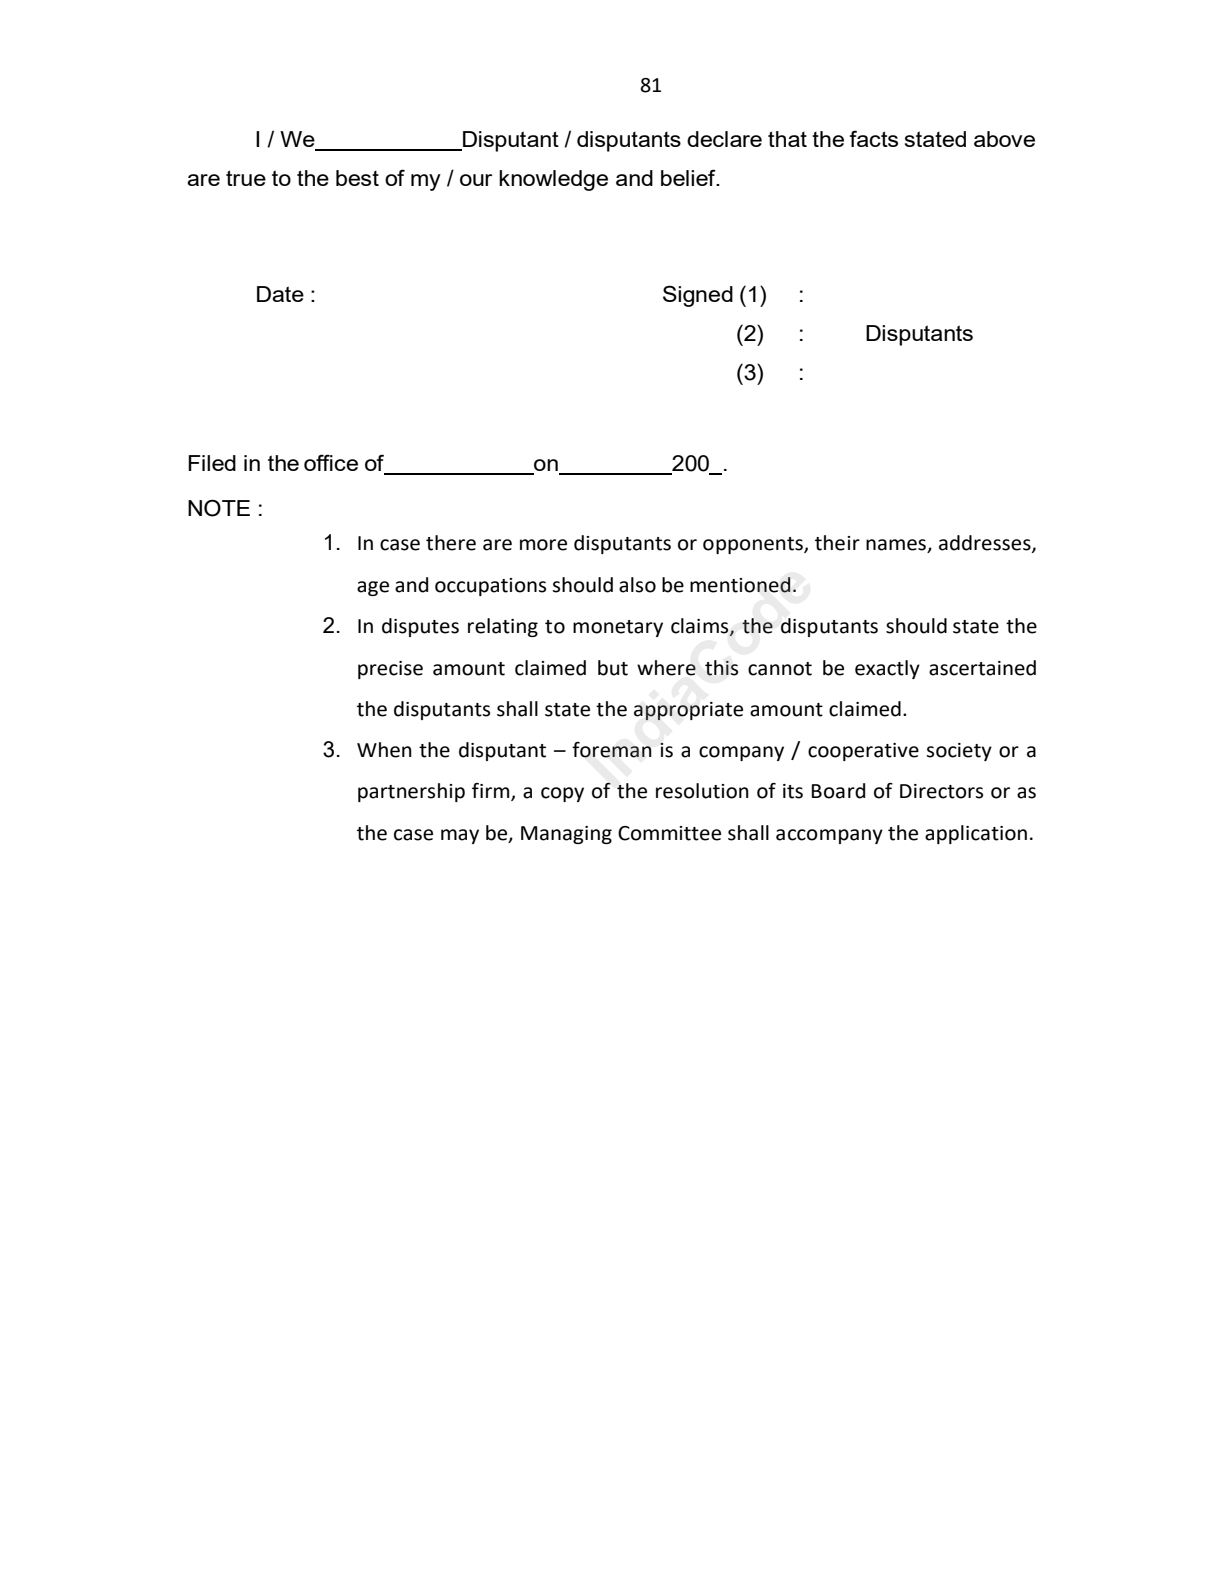 81
I / We____________Disputant / disputants declare that the facts stated above
are true to the best of my / our knowledge and belief.
Date :    Signed (1)    :
(2)    :    Disputants
(3)    :
Filed in the office of____________on_________200_.
NOTE :
1. In case there are more disputants or opponents, their names, addresses,
age and occupations should also be mentioned.
2. In disputes relating to monetary claims, the disputants should state the
precise amount claimed but where this cannot be exactly ascertained
the disputants shall state the appropriate amount claimed.
3. When the disputant – foreman is a company / cooperative society or a
partnership firm, a copy of the resolution of its Board of Directors or as
the case may be, Managing Committee shall accompany the application.
IndiaCode